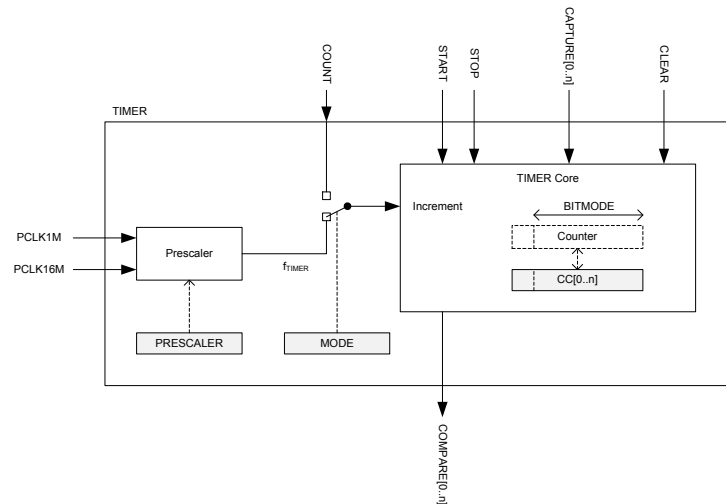 COUNT
START
STOP
CAPTURE[0..n]
CLEAR
TIMER
TIMER Core
Increment
BITMODE
Counter
CC[0..n]
PCLK1M
PCLK16M
Prescaler
fTIMER
PRESCALER
MODE
COMPARE[0..n]